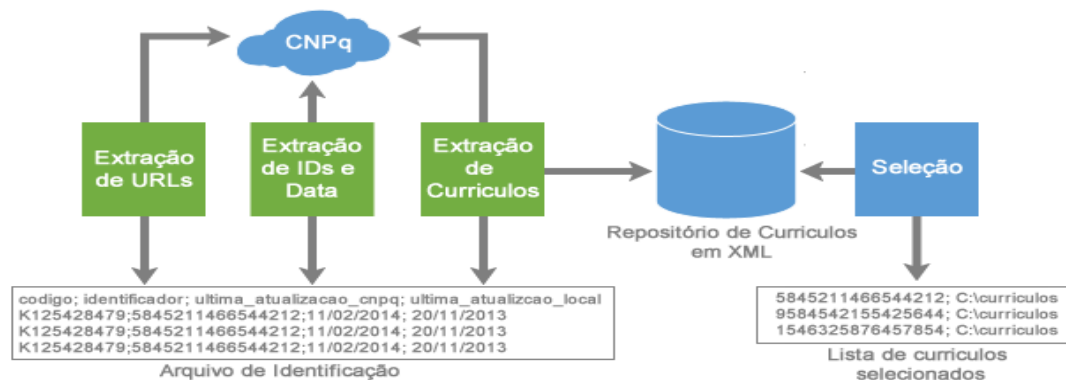 CNPq
Extração
de URLs
Extração
de IDs e
Data
Extração
de
Curriculos
Seleção
Repositório de Curriculos
em XML
codigo; identificador; ultima_atualizacao_cnpq; ultima_atualizcao_local
K125428479;5845211466544212;11/02/2014; 20/11/2013
K125428479;5845211466544212;11/02/2014; 20/11/2013
K125428479;5845211466544212;11/02/2014; 20/11/2013
Arquivo de Identificação
5845211466544212; C:\curriculos
9584542155425644; C:\curriculos
1546325876457854; C:\curriculos
Lista de curriculos
selecionados